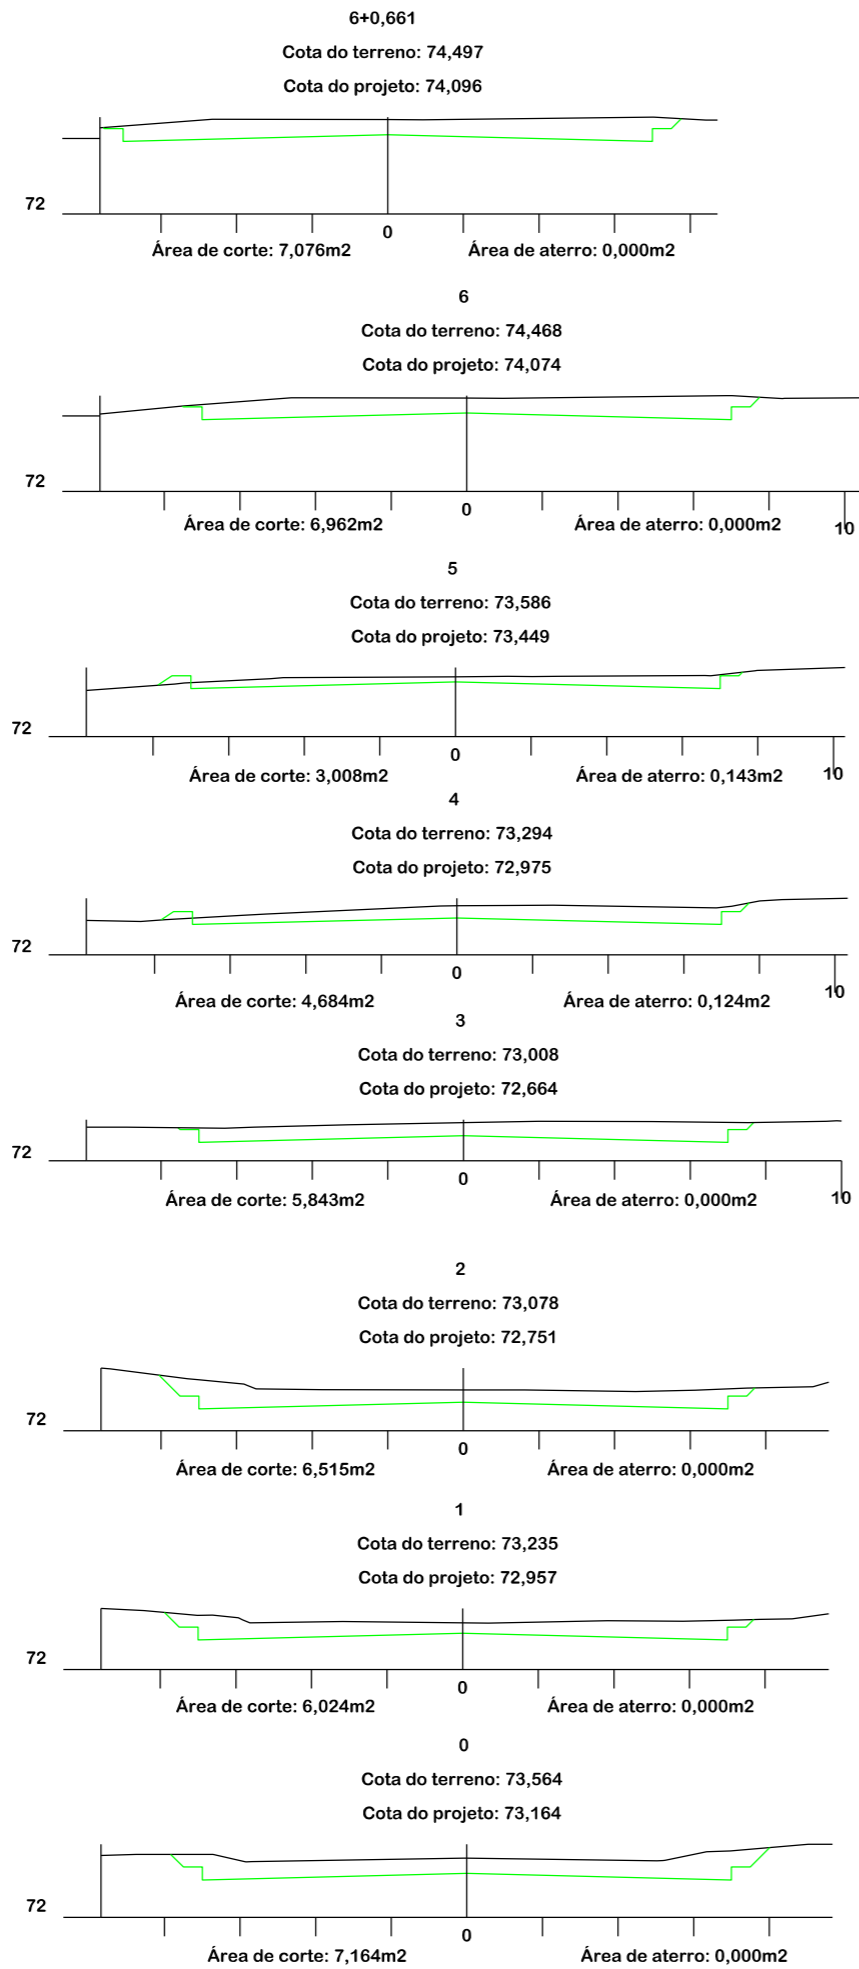 6+0,661
Cota do terreno: 74,497
Cota do projeto: 74,096
72
0
Área de corte: 7,076m2 Área de aterro: 0,000m2
6
Cota do terreno: 74,468
Cota do projeto: 74,074
72
0
10
Área de corte: 6,962m2 Área de aterro: 0,000m2
5
Cota do terreno: 73,586
Cota do projeto: 73,449
72
0
10
Área de corte: 3,008m2 Área de aterro: 0,143m2
4
Cota do terreno: 73,294
Cota do projeto: 72,975
72
0
10
Área de corte: 4,684m2 Área de aterro: 0,124m2
3
Cota do terreno: 73,008
Cota do projeto: 72,664
72
0
10
Área de corte: 5,843m2 Área de aterro: 0,000m2
2
Cota do terreno: 73,078
Cota do projeto: 72,751
72
0
Área de corte: 6,515m2 Área de aterro: 0,000m2
1
Cota do terreno: 73,235
Cota do projeto: 72,957
72
0
Área de corte: 6,024m2 Área de aterro: 0,000m2
0
Cota do terreno: 73,564
Cota do projeto: 73,164
72
0
Área de corte: 7,164m2 Área de aterro: 0,000m2